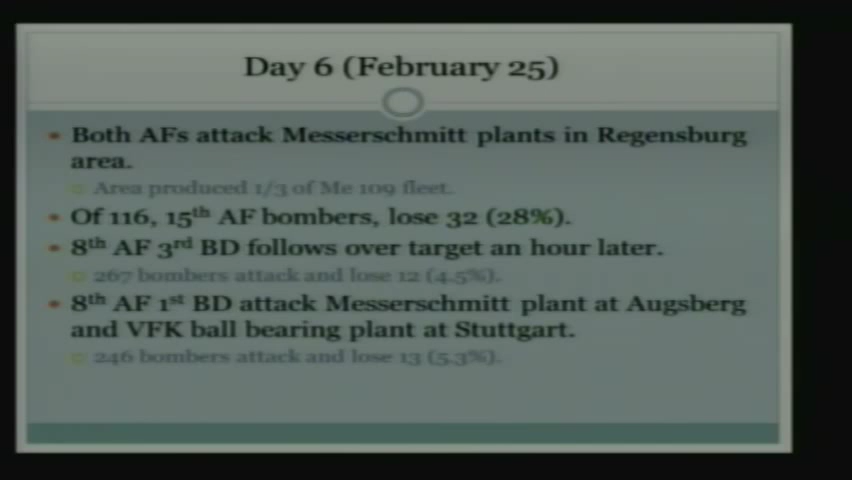 Day 6 (February 25)
• Both AFs attack Messerschmitt plants in Regensburg
area.
Area produced 1/3 of Me 109 fleet.
• Of 116, 15th AF bombers, lose 32 (28%).
• 8th AF 3rd BD follows over target an hour later.
267 bombers attack and lose 12 (4.5%).
• 8th AF 1st BD attack Messerschmitt plant at Augsberg
and VFK ball bearing plant at Stuttgart.
246 bombers attack and lose 13 (5.3%).